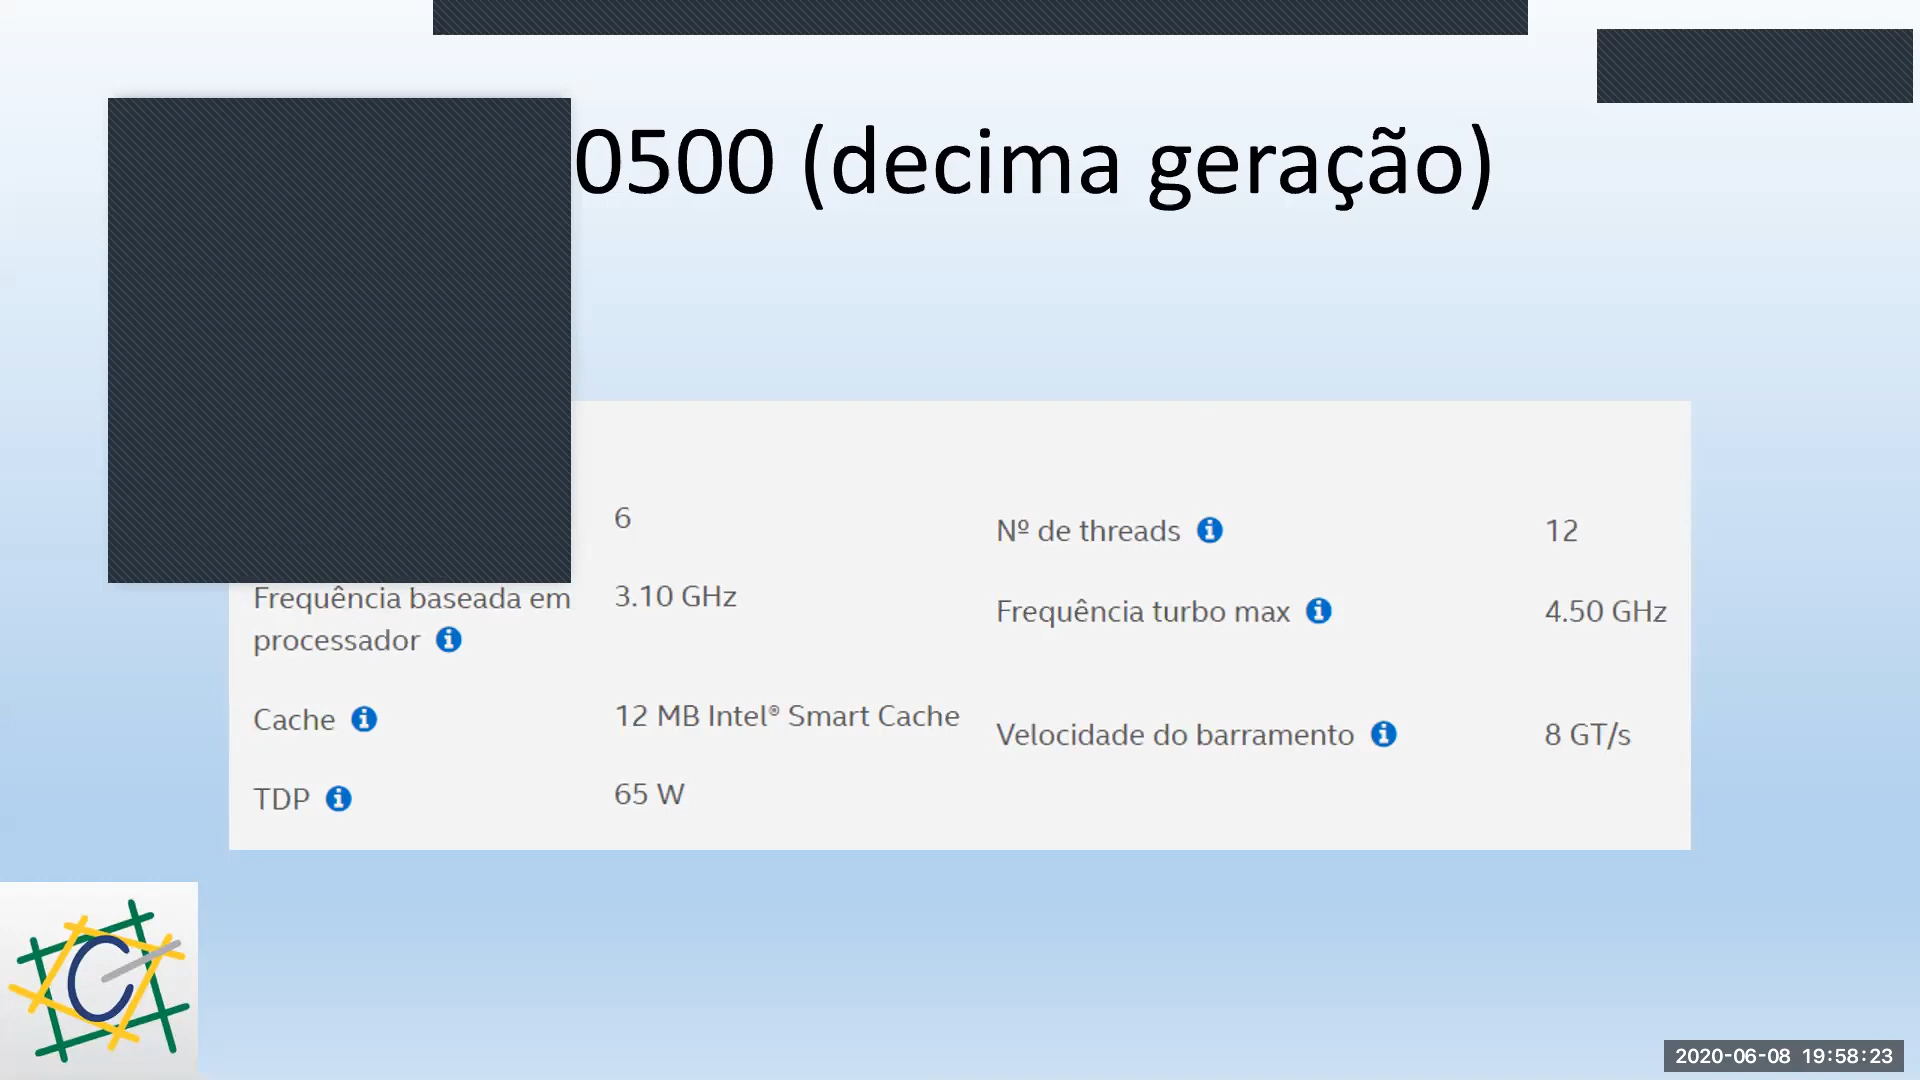 0500 (decima geração)
6
Nº de threads
12
Frequência baseada em
processador
3.10 GHz
Frequência turbo max
4.50 GHz
Cache
12 MB Intel® Smart Cache
Velocidade do barramento
8 GT/s
TDP
65 W
2020-06-08 19:58:23